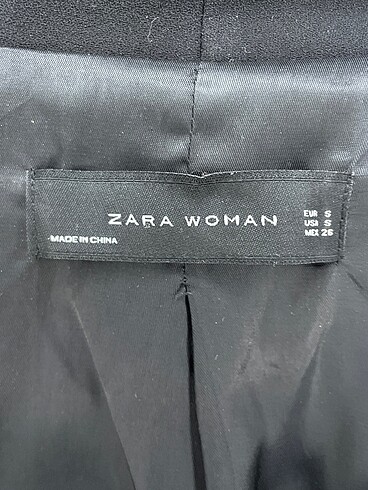 ZARA WOMAN
EUR S
USA S
MEX 26
MADE IN CHINA